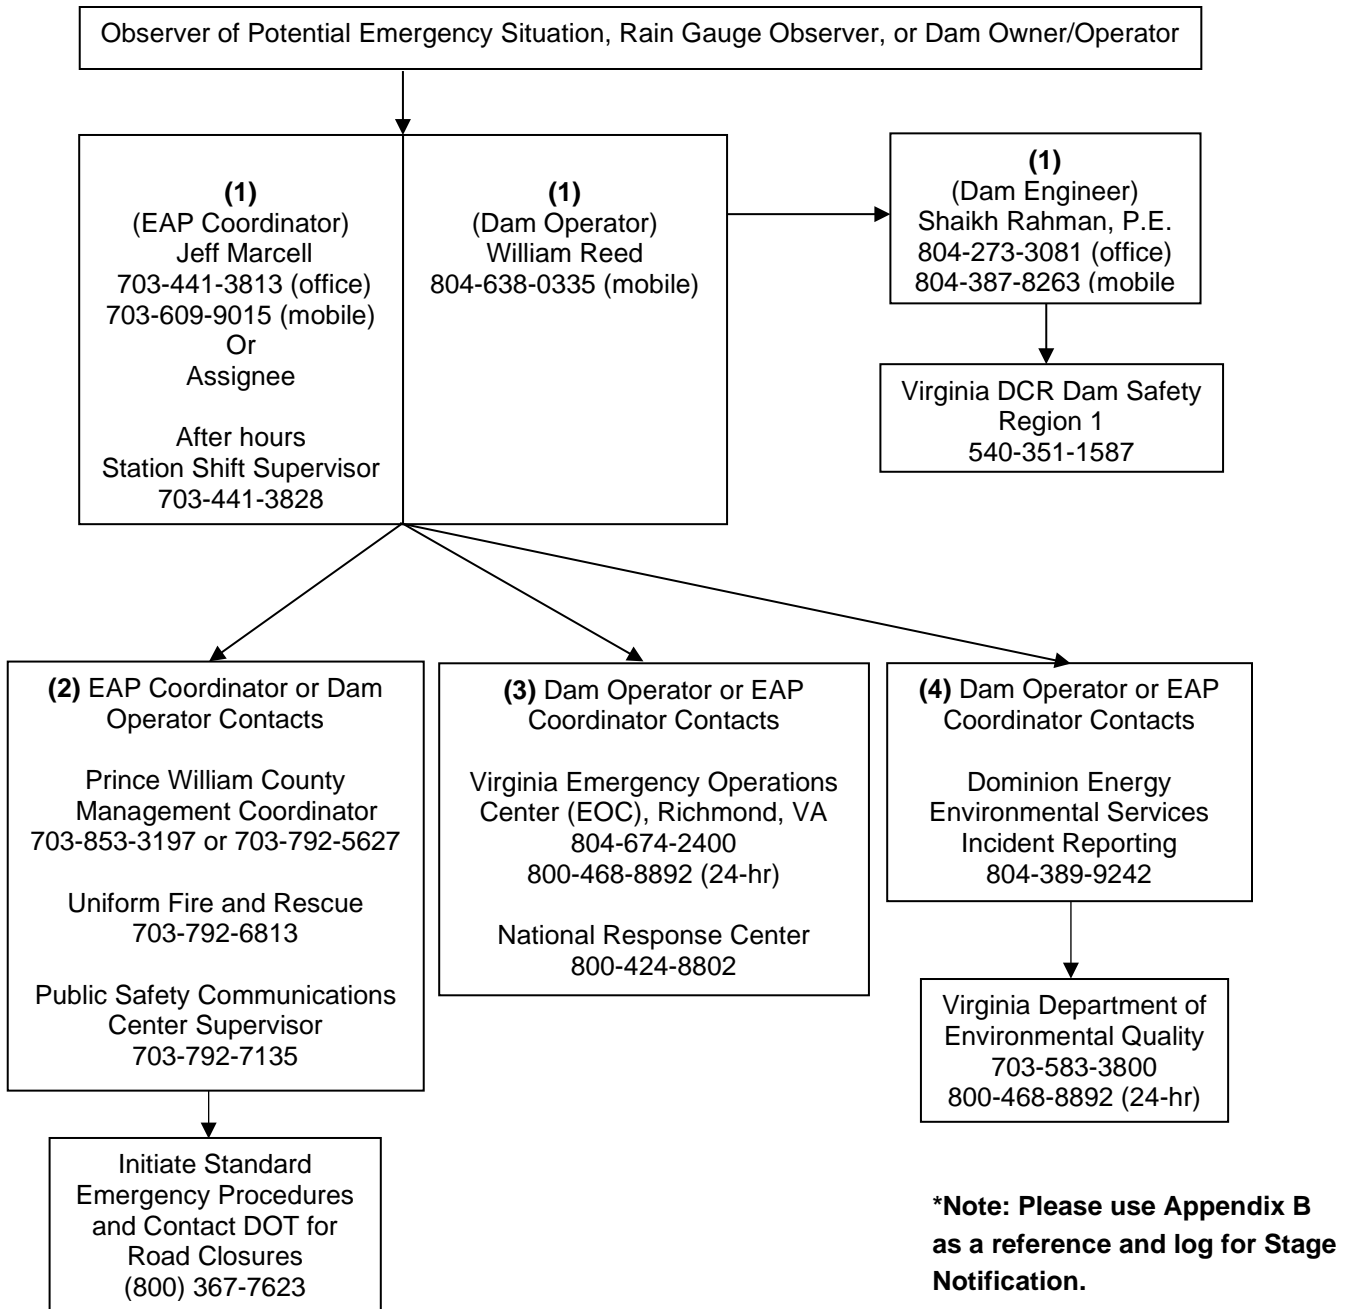 Observer of Potential Emergency Situation, Rain Gauge Observer, or Dam Owner/Operator
(1)
(EAP Coordinator)
Jeff Marcell
703-441-3813 (office)
703-609-9015 (mobile)
Or
Assignee
After hours
Station Shift Supervisor
703-441-3828
(1)
(Dam Operator)
William Reed
804-638-0335 (mobile)
(1)
(Dam Engineer)
Shaikh Rahman, P.E.
804-273-3081 (office)
804-387-8263 (mobile
Virginia DCR Dam Safety
Region 1
540-351-1587
(2) EAP Coordinator or Dam
Operator Contacts
Prince William County
Management Coordinator
703-853-3197 or 703-792-5627
Uniform Fire and Rescue
703-792-6813
Public Safety Communications
Center Supervisor
703-792-7135
Initiate Standard
Emergency Procedures
and Contact DOT for
Road Closures
(800) 367-7623
(3) Dam Operator or EAP
Coordinator Contacts
Virginia Emergency Operations
Center (EOC), Richmond, VA
804-674-2400
800-468-8892 (24-hr)
National Response Center
800-424-8802
(4) Dam Operator or EAP
Coordinator Contacts
Dominion Energy
Environmental Services
Incident Reporting
804-389-9242
Virginia Department of
Environmental Quality
703-583-3800
800-468-8892 (24-hr)
*Note: Please use Appendix B
as a reference and log for Stage
Notification.